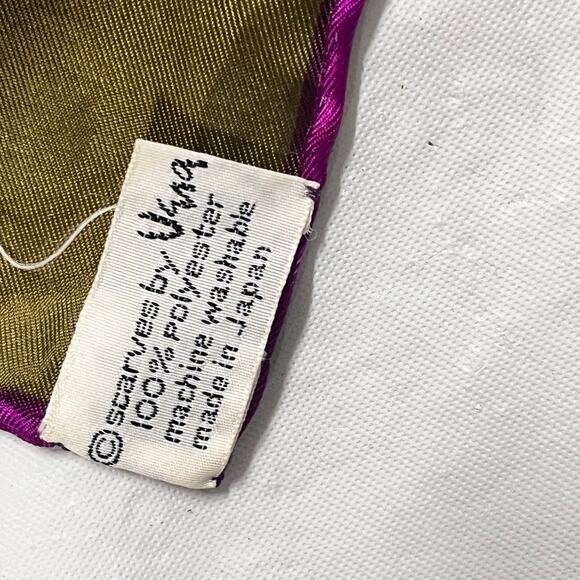 © scarves by Vera
100% polyester
machine washable
made in Japan